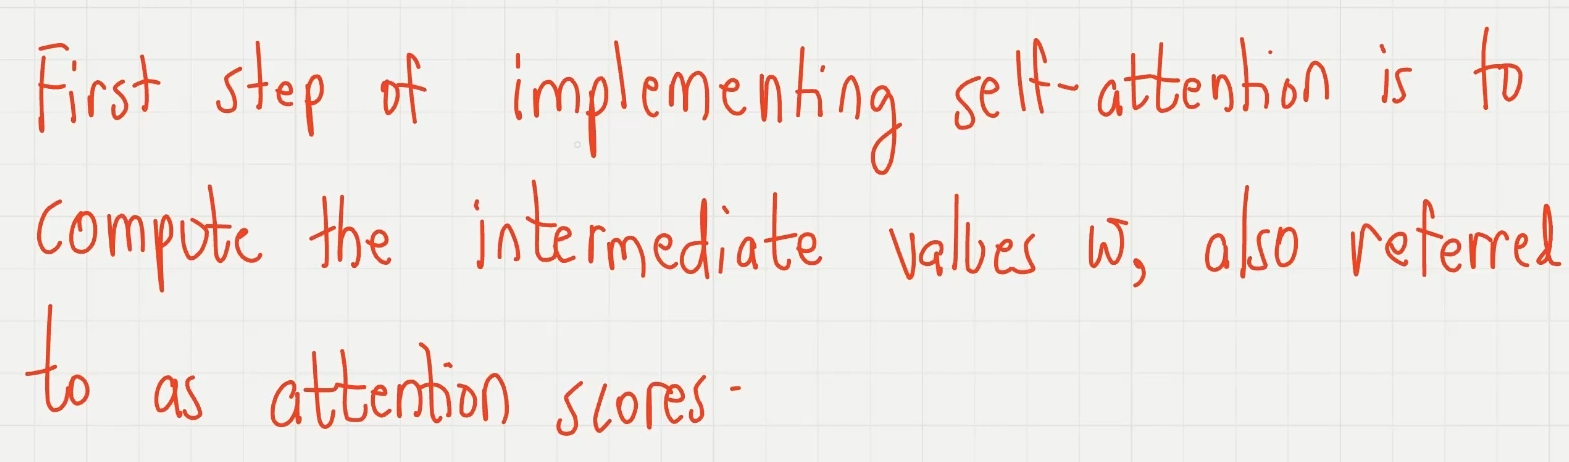 First step of implementing self-attention is to
compute the intermediate values w, also referred
to as attention scores.